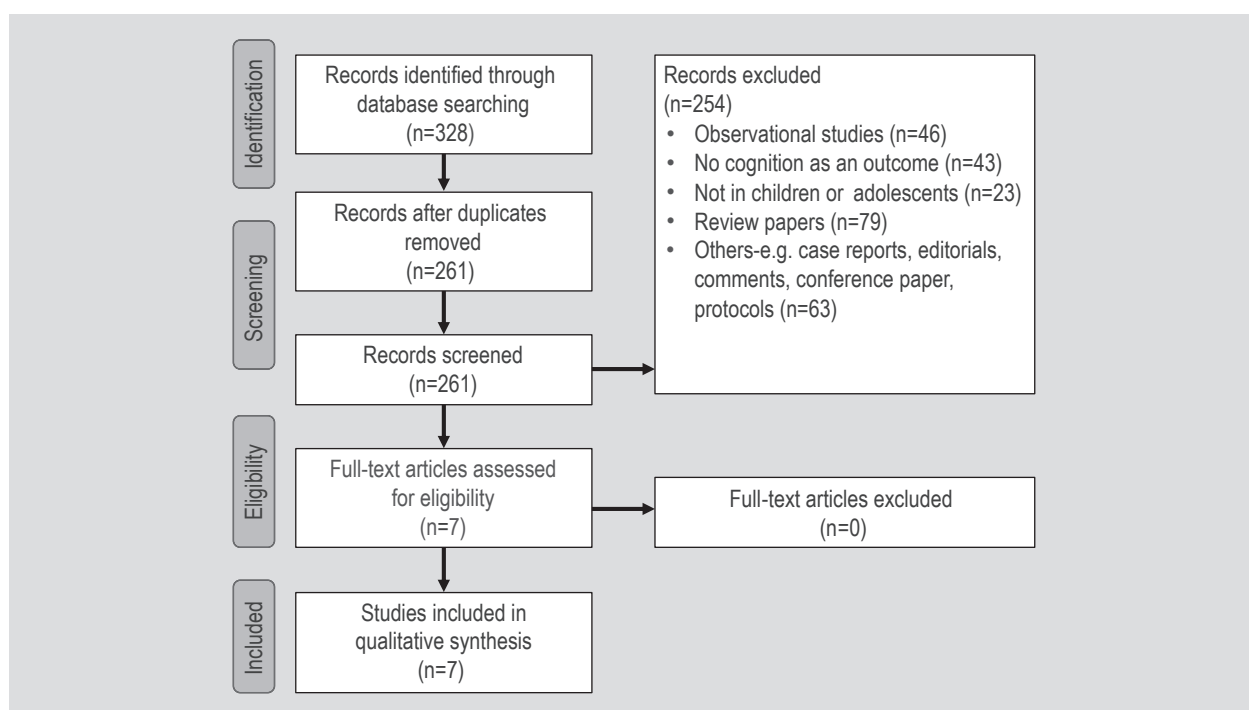 Identification
Records identified through
database searching
(n=328)
Records excluded
(n=254)
• Observational studies (n=46)
• No cognition as an outcome (n=43)
• Not in children or adolescents (n=23)
• Review papers (n=79)
• Others-e.g. case reports, editorials,
comments, conference paper,
protocols (n=63)
Screening
Records after duplicates
removed
(n=261)
Records screened
(n=261)
Eligibility
Full-text articles assessed
for eligibility
(n=7)
Full-text articles excluded
(n=0)
Included
Studies included in
qualitative synthesis
(n=7)